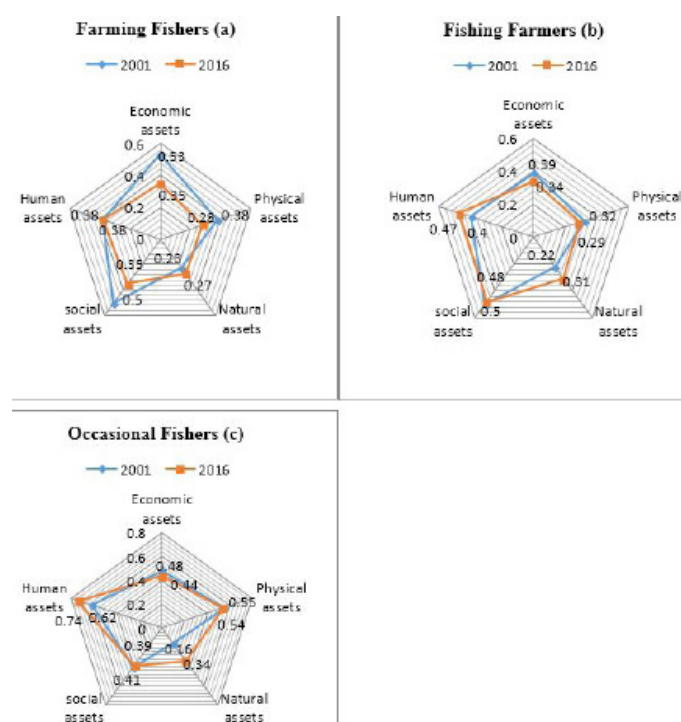 Farming Fishers (a)
2001 2016
Economic
assets
0.6
0.53
0.4
0.35
Human
assets
Physical
assets
0.38
0.2
0.28
0.38
0.38
0
0.23
0.35
0.27
0.5
social
assets
Natural
assets
Fishing Farmers (b)
2001 2016
Economic
assets
0.6
0.4
0.39
0.34
Human
assets
Physical
assets
0.2
0.32
0.47
0.4
0
0.29
0.22
0.48
0.31
0.5
social
assets
Natural
assets
Occasional Fishers (c)
2001 2016
Economic
assets
0.8
0.6
0.48
0.4
0.44
Human
assets
Physical
assets
0.55
0.2
0.74
0.62
0.54
0
0.39
0.16
0.34
0.41
social
assets
Natural
assets